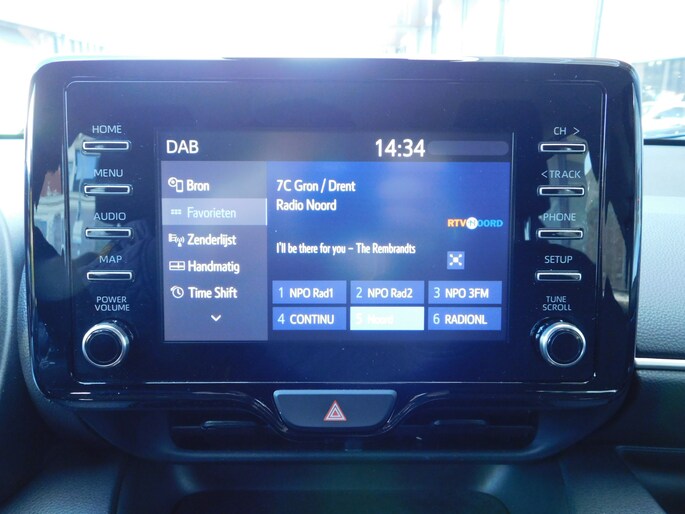 HOME
MENU
AUDIO
MAP
POWER
VOLUME
DAB
14:34
Bron
Favorieten
Zenderlijst
Handmatig
Time Shift
7C Gron / Drent
Radio Noord
RTV NOORD
I'll be there for you – The Rembrandts
1 NPO Rad1
2 NPO Rad2
3 NPO 3FM
4 CONTINU
5 Noord
6 RADIONL
CH >
< TRACK
PHONE
SETUP
TUNE
SCROLL